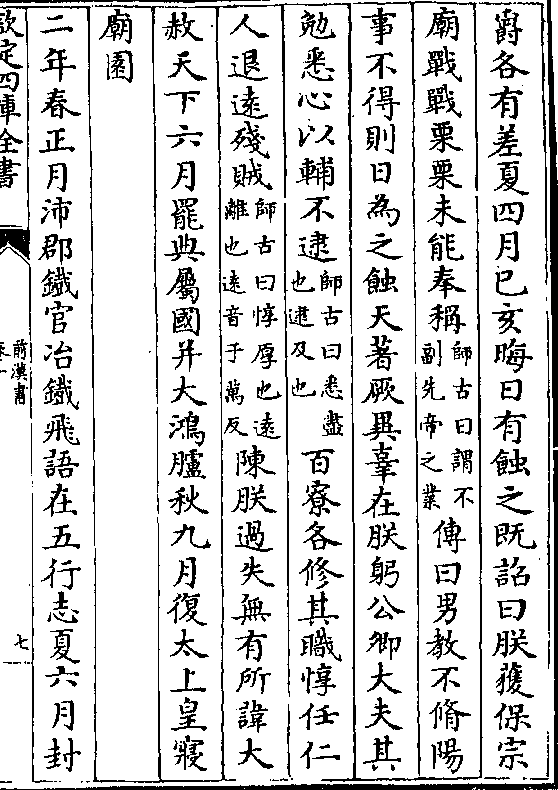 爵各有差夏四月己亥晦日有蝕之既詔曰朕獲保宗
廟戰戰栗栗未能奉稱師古曰謂不副先帝之業傳曰男教不脩陽
事不得則日為之蝕天著厥異辜在朕躬公卿大夫其
勉悉心以輔不逮師古曰悉盡也逮及也百寮各修其職惇任仁
人退遠殘賊師古曰惇厚也遠離也遠音于萬反陳朕過失無有所諱大
赦天下六月罷典屬國并大鴻臚秋九月復太上皇寢
廟園
二年春正月沛郡鐵官冶鐵飛語在五行志夏六月封
欽定四庫全書
前漢書
七